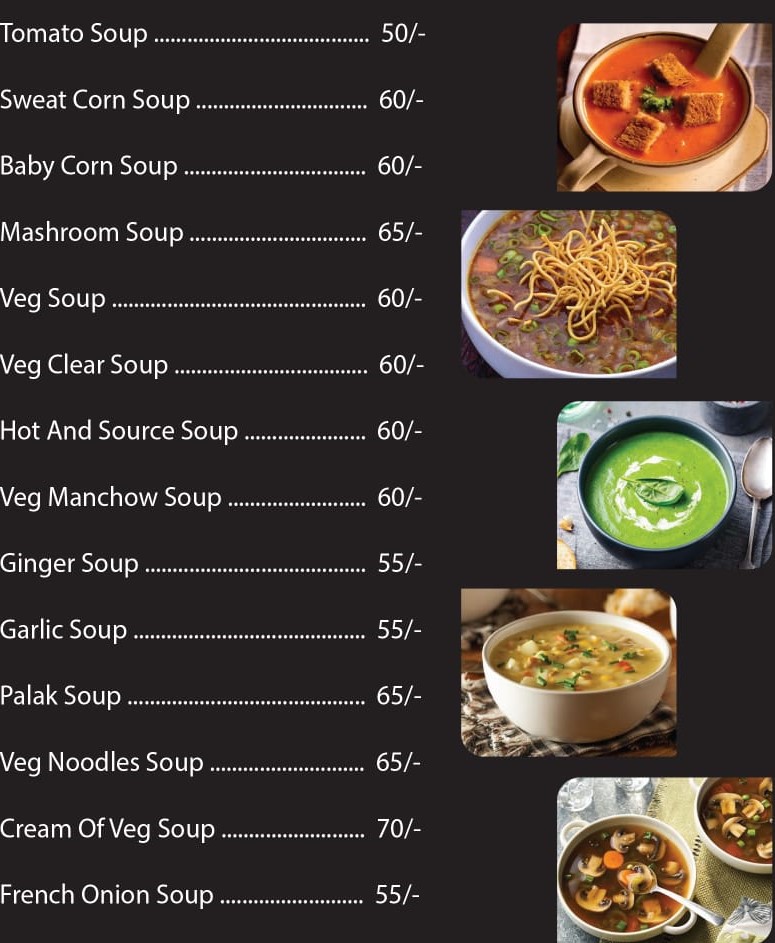 Tomato Soup ...................................... 50/-
Sweat Corn Soup .............................. 60/-
Baby Corn Soup ................................ 60/-
Mashroom Soup ............................... 65/-
Veg Soup ............................................. 60/-
Veg Clear Soup .................................. 60/-
Hot And Source Soup ..................... 60/-
Veg Manchow Soup ........................ 60/-
Ginger Soup ....................................... 55/-
Garlic Soup ......................................... 55/-
Palak Soup .......................................... 65/-
Veg Noodles Soup ........................... 65/-
Cream Of Veg Soup ......................... 70/-
French Onion Soup ......................... 55/-